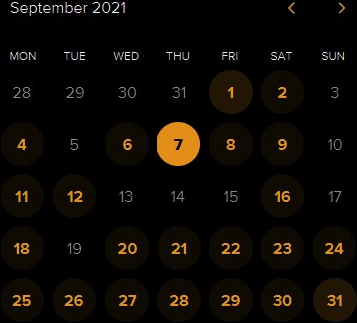 September 2021
MON TUE WED THU FRI SAT SUN
28 29 30 31 1 2 3
4 5 6 7 8 9 10
11 12 13 14 15 16 17
18 19 20 21 22 23 24
25 26 27 28 29 30 31